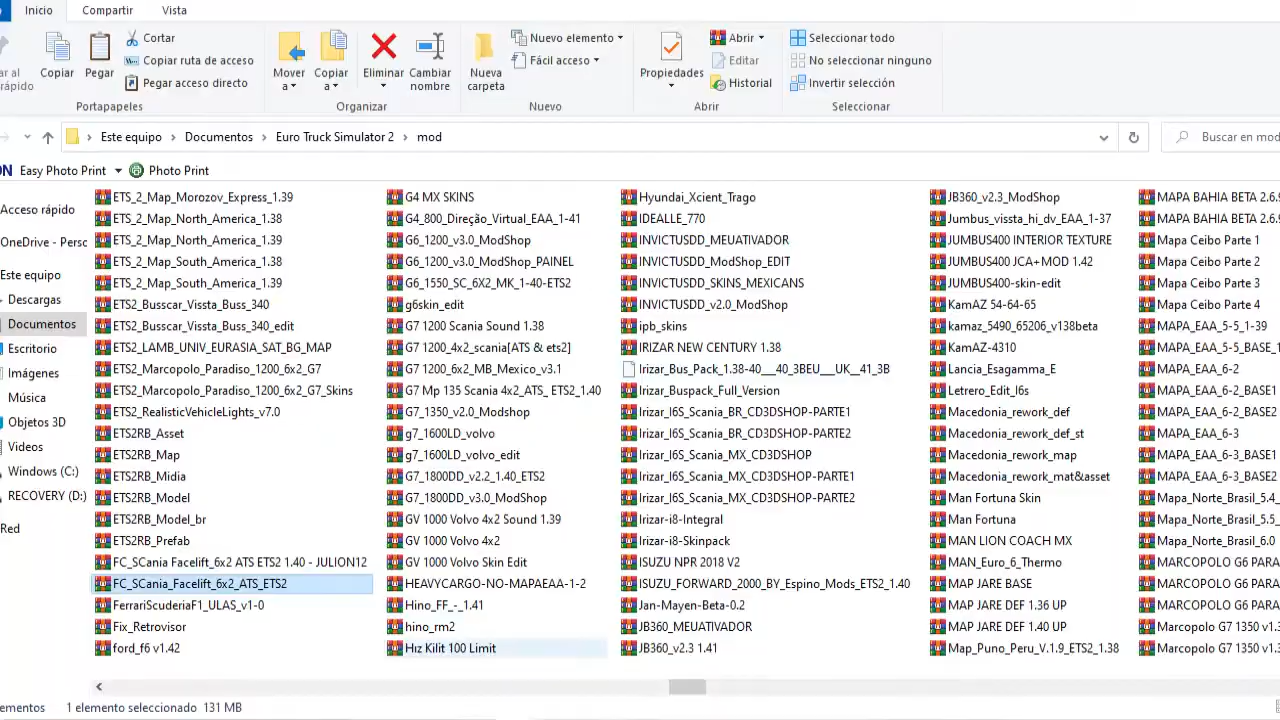 Inicio Compartir Vista
Copiar Pegar
Cortar
Copiar ruta de acceso
Pegar acceso directo
Portapapeles
Mover a
Copiar a
Eliminar
Cambiar nombre
Organizar
Nueva carpeta
Nuevo elemento
Fácil acceso
Nuevo
Propiedades
Abrir
Editar
Historial
Abrir
Seleccionar todo
No seleccionar ninguno
Invertir selección
Seleccionar
Este equipo > Documentos > Euro Truck Simulator 2 > mod
Buscar en mod
Easy Photo Print Photo Print
Acceso rápido
OneDrive - Perso
Este equipo
Descargas
Documentos
Escritorio
Imágenes
Música
Objetos 3D
Videos
Windows (C:)
RECOVERY (D:)
Red
ETS_2_Map_Morozov_Express_1.39
ETS_2_Map_North_America_1.38
ETS_2_Map_North_America_1.39
ETS_2_Map_South_America_1.38
ETS_2_Map_South_America_1.39
ETS2_Busscar_Vissta_Buss_340
ETS2_Busscar_Vissta_Buss_340_edit
ETS2_LAMB_UNIV_EURASIA_SAT_BG_MAP
ETS2_Marcopolo_Paradiso_1200_6x2_G7
ETS2_Marcopolo_Paradiso_1200_6x2_G7_Skins
ETS2_RealisticVehicleLights_v7.0
ETS2RB_Asset
ETS2RB_Map
ETS2RB_Midia
ETS2RB_Model
ETS2RB_Model_br
ETS2RB_Prefab
FC_SCania Facelift_6x2 ATS ETS2 1.40 - JULION12
FC_SCania_Facelift_6x2_ATS_ETS2
FerrariScuderiaF1_ULAS_v1-0
Fix_Retrovisor
ford_f6 v1.42
G4 MX SKINS
G4_800_Direção_Virtual_EAA_1-41
G6_1200_v3.0_ModShop
G6_1200_v3.0_ModShop_PAINEL
G6_1550_SC_6X2_MK_1-40-ETS2
g6skin_edit
G7 1200 Scania Sound 1.38
G7 1200_4x2_scania[ATS & ets2]
G7 1200_6x2_MB_Mexico_v3.1
G7 Mp135 Scania 4x2_ATS_ETS2_1.40
G7_1350_v2.0_Modshop
g7_1600LD_volvo
g7_1600LD_volvo_edit
G7_1800DD_v2.2_1.40_ETS2
G7_1800DD_v3.0_ModShop
GV 1000 Volvo 4x2 Sound 1.39
GV 1000 Volvo 4x2
GV 1000 Volvo Skin Edit
HEAVYCARGO-NO-MAPAEAA-1-2
Hino_FF_-_1.41
hino_rn2
Hız Kilit 100 Limit
Hyundai_Xcient_Trago
IDEALLE_770
INVICTUSDD_MEUATIVADOR
INVICTUSDD_ModShop_EDIT
INVICTUSDD_SKINS_MEXICANS
INVICTUSDD_v2.0_ModShop
ipb_skins
IRIZAR NEW CENTURY 1.38
Irizar_Bus_Pack_1.38-40__40_3BEU__UK__41_3B
Irizar_Buspack_Full_Version
Irizar_I6S_Scania_BR_CD3DSHOP-PARTE1
Irizar_I6S_Scania_BR_CD3DSHOP-PARTE2
Irizar_I6S_Scania_MX_CD3DSHOP
Irizar_I6S_Scania_MX_CD3DSHOP-PARTE1
Irizar_I6S_Scania_MX_CD3DSHOP-PARTE2
Irizar-i8-Integral
Irizar-i8-Skinpack
ISUZU NPR 2018 V2
ISUZU_FORWARD_2000_BY_Espino_Mods_ETS2_1.40
Jan-Mayen-Beta-0.2
JB360_MEUATIVADOR
JB360_v2.3 1.41
JB360_v2.3_ModShop
Jumbus_vissta_hi_dv_EAA_1-37
JUMBUS400 INTERIOR TEXTURE
JUMBUS400 JCA+MOD 1.42
JUMBUS400-skin-edit
KamAZ 54-64-65
kamaz_5490_65206_v138beta
KamAZ-4310
Lancia_Esagamma_E
Letrero_Edit_I6s
Macedonia_rework_def
Macedonia_rework_def_st
Macedonia_rework_map
Macedonia_rework_mat&asset
Man Fortuna Skin
Man Fortuna
MAN LION COACH MX
MAN_Euro_6_Thermo
MAP JARE BASE
MAP JARE DEF 1.36 UP
MAP JARE DEF 1.40 UP
Map_Puno_Peru_V.1.9_ETS2_1.38
MAPA BAHIA BETA 2.6.9
MAPA BAHIA BETA 2.6.9
Mapa Ceibo Parte 1
Mapa Ceibo Parte 2
Mapa Ceibo Parte 3
Mapa Ceibo Parte 4
MAPA_EAA_5-5_1-39
MAPA_EAA_5-5_BASE_1
MAPA_EAA_6-2
MAPA_EAA_6-2_BASE1
MAPA_EAA_6-2_BASE2
MAPA_EAA_6-3
MAPA_EAA_6-3_BASE1
MAPA_EAA_6-3_BASE2
Mapa_Norte_Brasil_5.4
Mapa_Norte_Brasil_5.5
Mapa_Norte_Brasil_6.0
MARCOPOLO G6 PARA
MARCOPOLO G6 PARA
MARCOPOLO G6 PARA
Marcopolo G7 1350 v1.3
Marcopolo G7 1350 v1.3
ementos 1 elemento seleccionado 131 MB